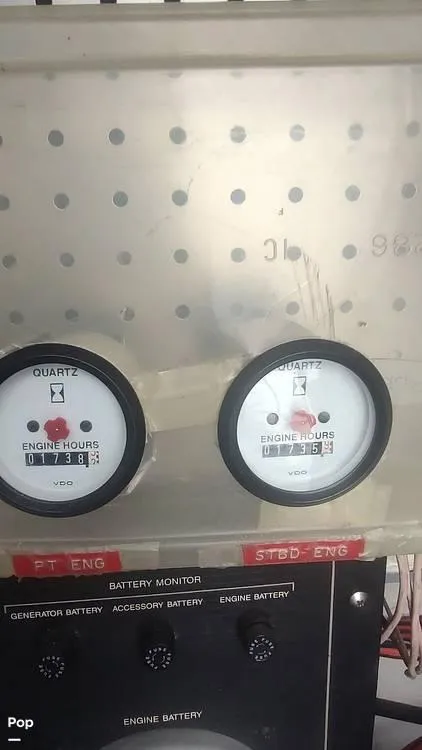 QUARTZ
ENGINE HOURS
01738
VDO
QUARTZ
ENGINE HOURS
01735
VDO
PT ENG
STBD ENG
BATTERY MONITOR
GENERATOR BATTERY ACCESSORY BATTERY ENGINE BATTERY
ENGINE BATTERY
Pop